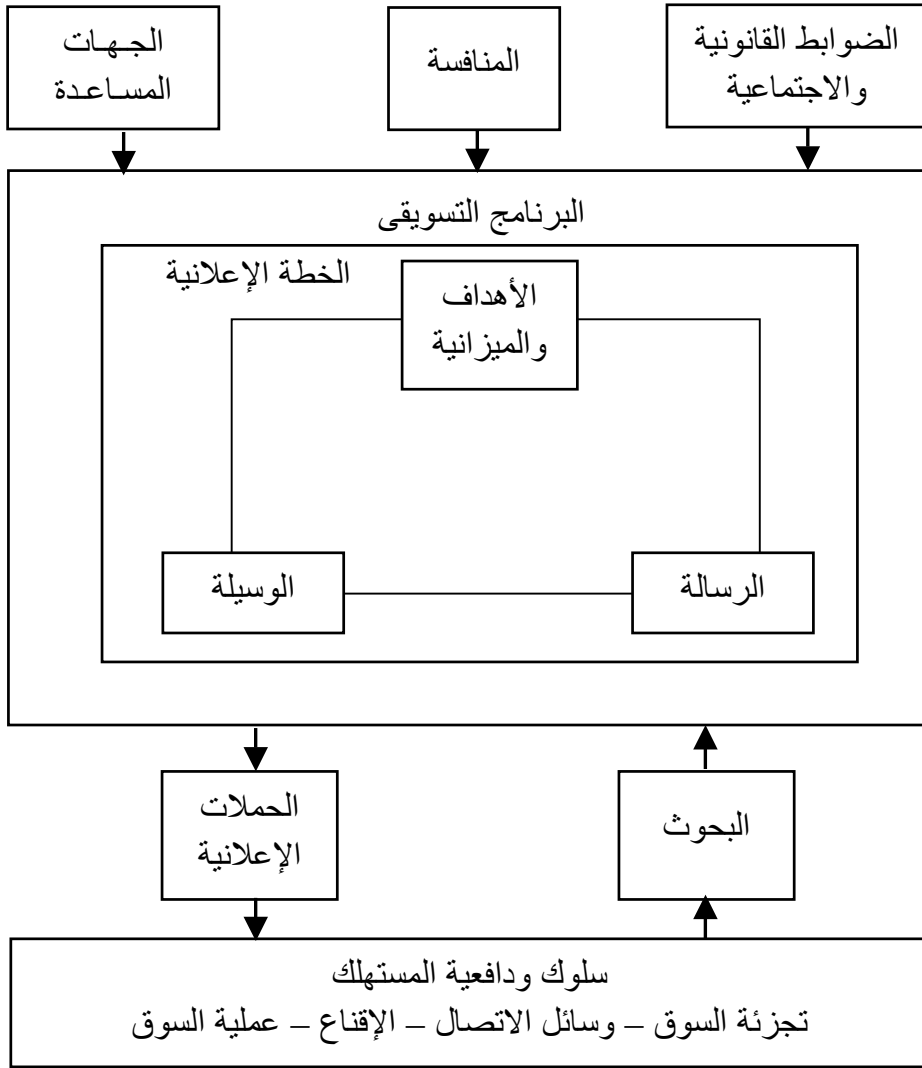 الضوابط القانونية
والاجتماعية
المنافسة
الجهات
المساعدة
البرنامج التسويقى
الخطة الإعلانية
الأهداف
والميزانية
الرسالة
الوسيلة
البحوث
الحملات
الإعلانية
سلوك ودافعية المستهلك
تجزئة السوق – وسائل الاتصال – الإقناع – عملية السوق